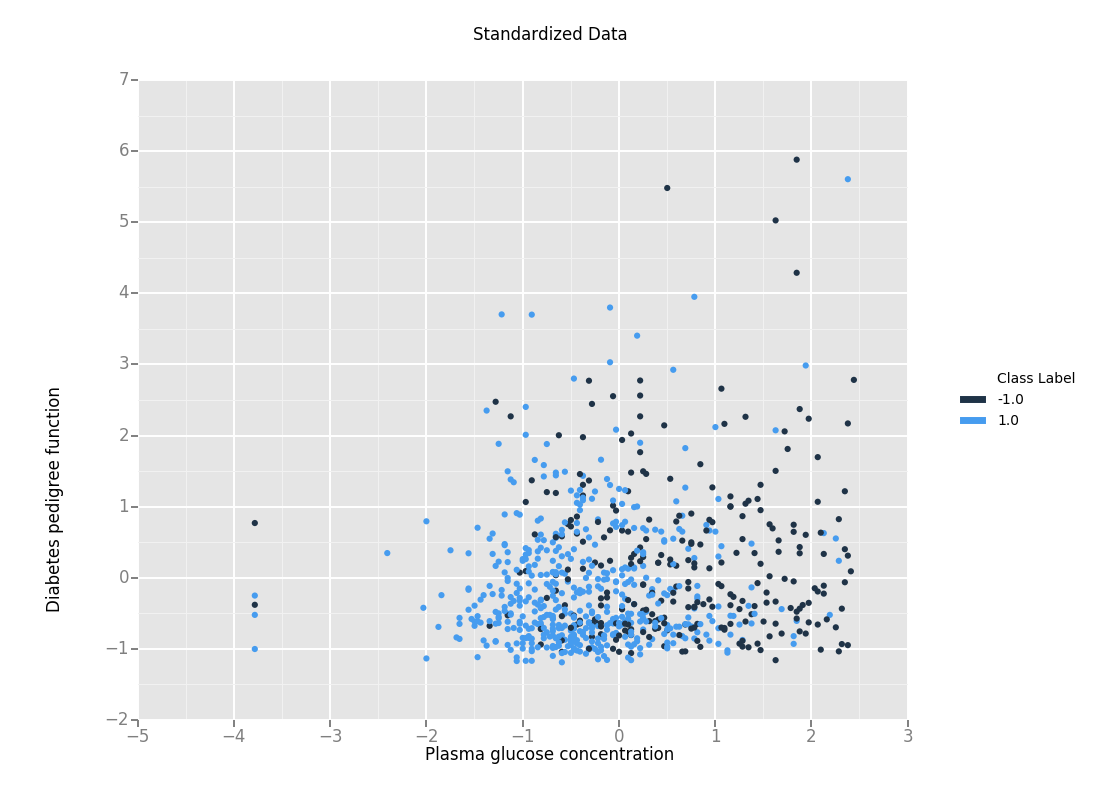 Standardized Data
7
6
5
4
3
2
1
0
−1
−2
Diabetes pedigree function
−5 −4 −3 −2 −1 0 1 2 3
Plasma glucose concentration
Class Label
-1.0
1.0